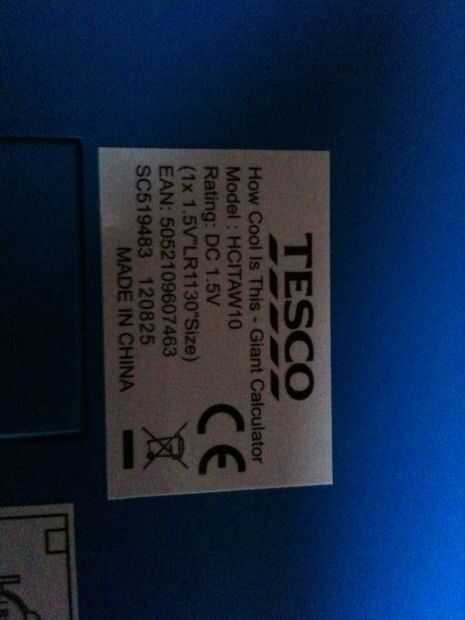 TESCO
How Cool Is This - Giant Calculator
Model : HCITAW10
Rating: DC 1.5V
(1x 1.5V"LR1130"Size)
EAN: 5052109607463
SC519483 120825
MADE IN CHINA
CE